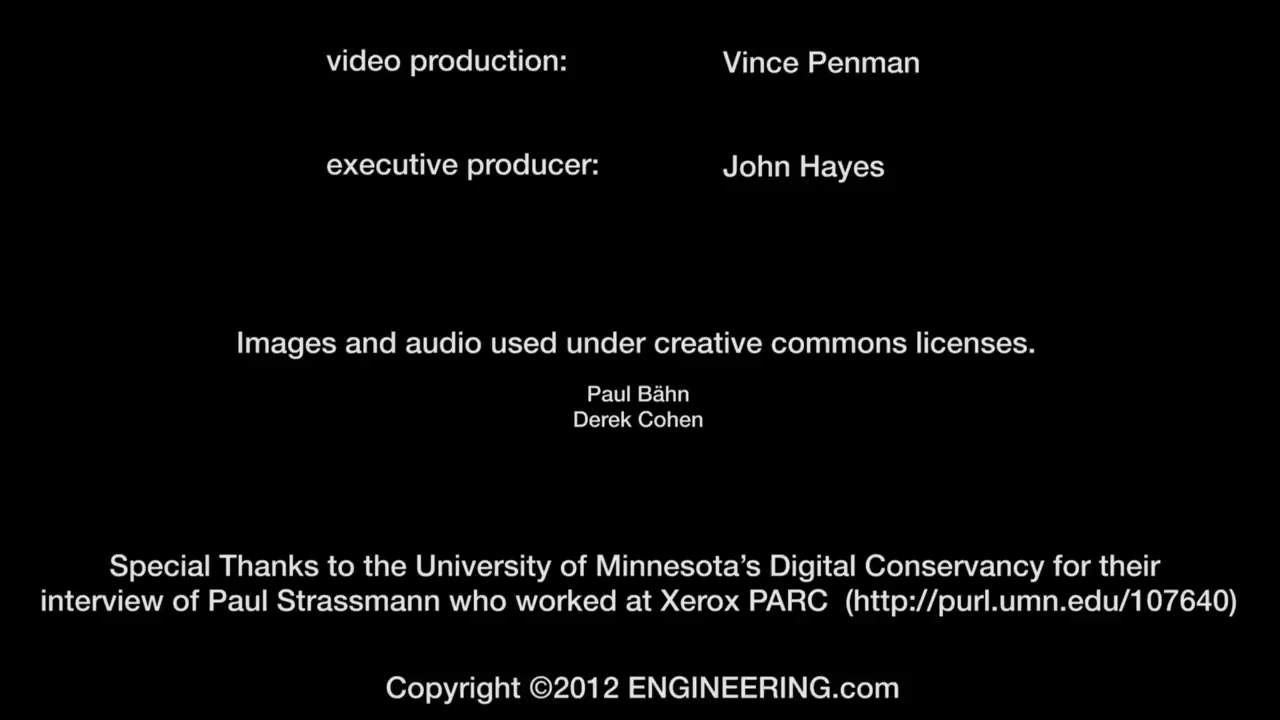 video production: Vince Penman
executive producer: John Hayes
Images and audio used under creative commons licenses.
Paul Bähn
Derek Cohen
Special Thanks to the University of Minnesota's Digital Conservancy for their
interview of Paul Strassmann who worked at Xerox PARC (http://purl.umn.edu/107640)
Copyright ©2012 ENGINEERING.com